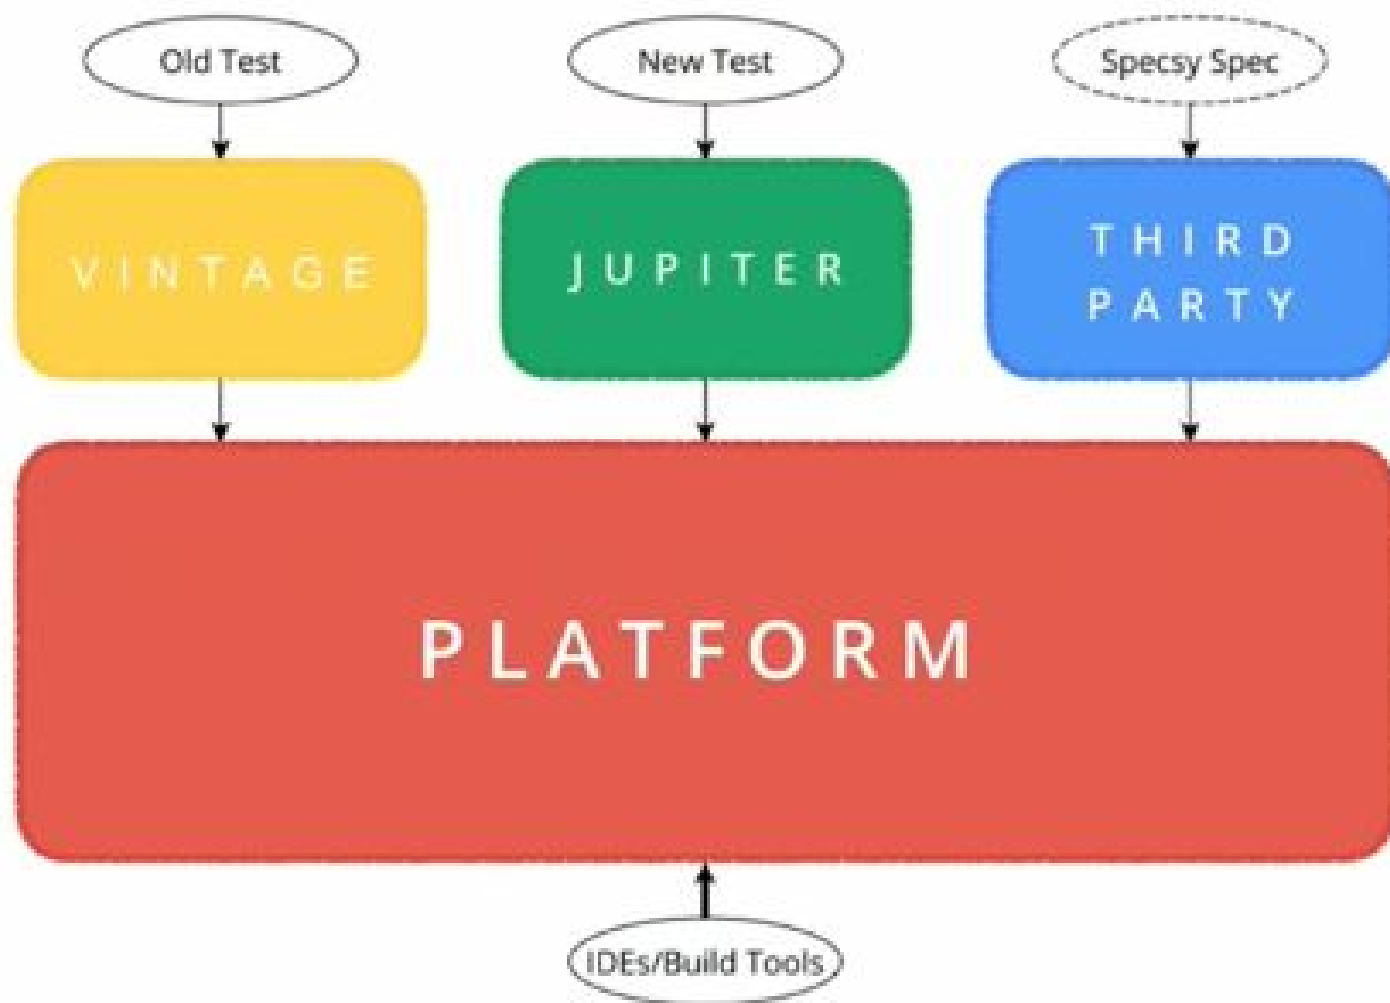 Old Test
New Test
Specsy Spec
VINTAGE
JUPITER
THIRD
PARTY
PLATFORM
IDEs/Build Tools